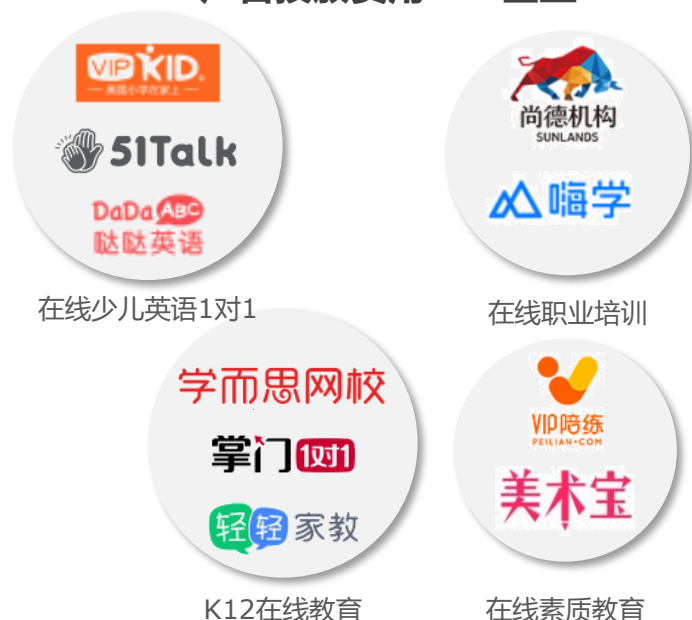 VIPKID
美国小学在家上
51Talk
DaDaABC
哒哒英语
在线少儿英语1对1
尚德机构
SUNLANDS
嗨学
在线职业培训
学而思网校
掌门1对1
轻轻家教
K12在线教育
VIP陪练
PEILIAN·COM
美术宝
在线素质教育